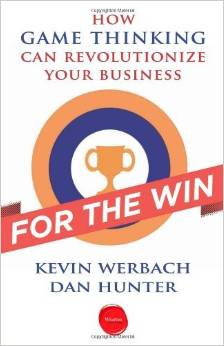 HOW
GAME THINKING
CAN REVOLUTIONIZE
YOUR BUSINESS
FOR THE WIN
KEVIN WERBACH
DAN HUNTER